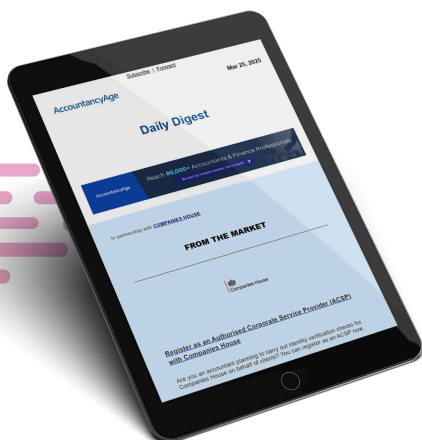 Subscribe | Forward
AccountancyAge
Mar 25, 2025
Daily Digest
AccountancyAge
Reach 80,000+ Accountants & Finance Professionals
In partnership with COMPANIES HOUSE
FROM THE MARKET
Companies House
Register as an Authorised Corporate Service Provider (ACSP)
with Companies House
Are you an accountant planning to carry out identity verification checks for
Companies House on behalf of clients? You can register as an ACSP now.